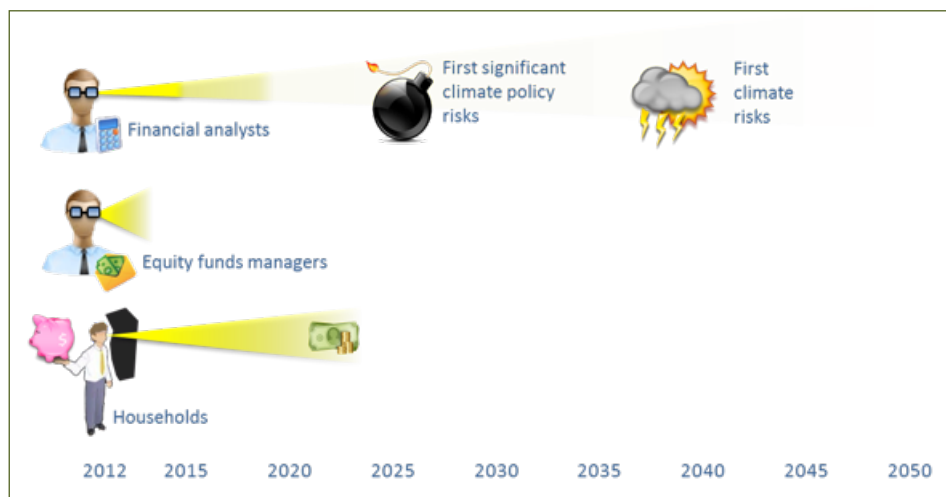 First significant
climate policy
risks
First
climate
risks
Financial analysts
Equity funds managers
$
Households
2012 2015 2020 2025 2030 2035 2040 2045 2050